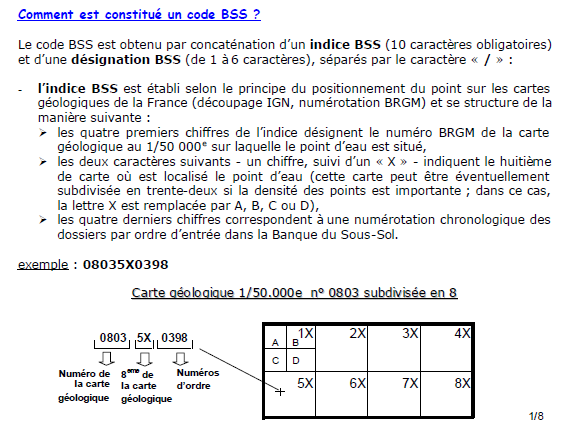 Comment est constitué un code BSS ?
Le code BSS est obtenu par concaténation d'un indice BSS (10 caractères obligatoires)
et d'une désignation BSS (de 1 à 6 caractères), séparés par le caractère « / » :
- l'indice BSS est établi selon le principe du positionnement du point sur les cartes
géologiques de la France (découpage IGN, numérotation BRGM) et se structure de la
manière suivante :
➢ les quatre premiers chiffres de l'indice désignent le numéro BRGM de la carte
géologique au 1/50 000e sur laquelle le point d'eau est situé,
➢ les deux caractères suivants - un chiffre, suivi d'un « X » - indiquent le huitième
de carte où est localisé le point d'eau (cette carte peut être éventuellement
subdivisée en trente-deux si la densité des points est importante ; dans ce cas,
la lettre X est remplacée par A, B, C ou D),
➢ les quatre derniers chiffres correspondent à une numérotation chronologique des
dossiers par ordre d'entrée dans la Banque du Sous-Sol.
exemple : 08035X0398
Carte géologique 1/50.000e n° 0803 subdivisée en 8
0803 5X 0398
Numéro de la carte géologique
8ème de la carte géologique
Numéros d'ordre
A B 1X 2X 3X 4X
C D
5X 6X 7X 8X
1/8